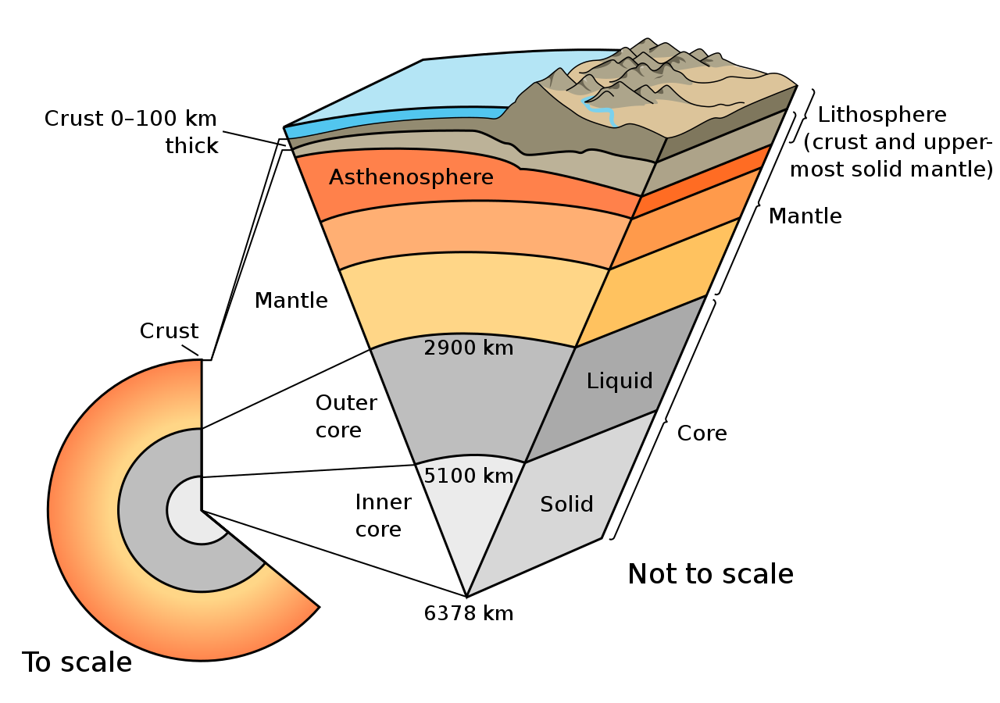 Crust 0–100 km
thick
Lithosphere
(crust and upper-
most solid mantle)
Asthenosphere
Mantle
Mantle
Crust
2900 km
Liquid
Outer
core
Core
5100 km
Inner
core
Solid
Not to scale
6378 km
To scale